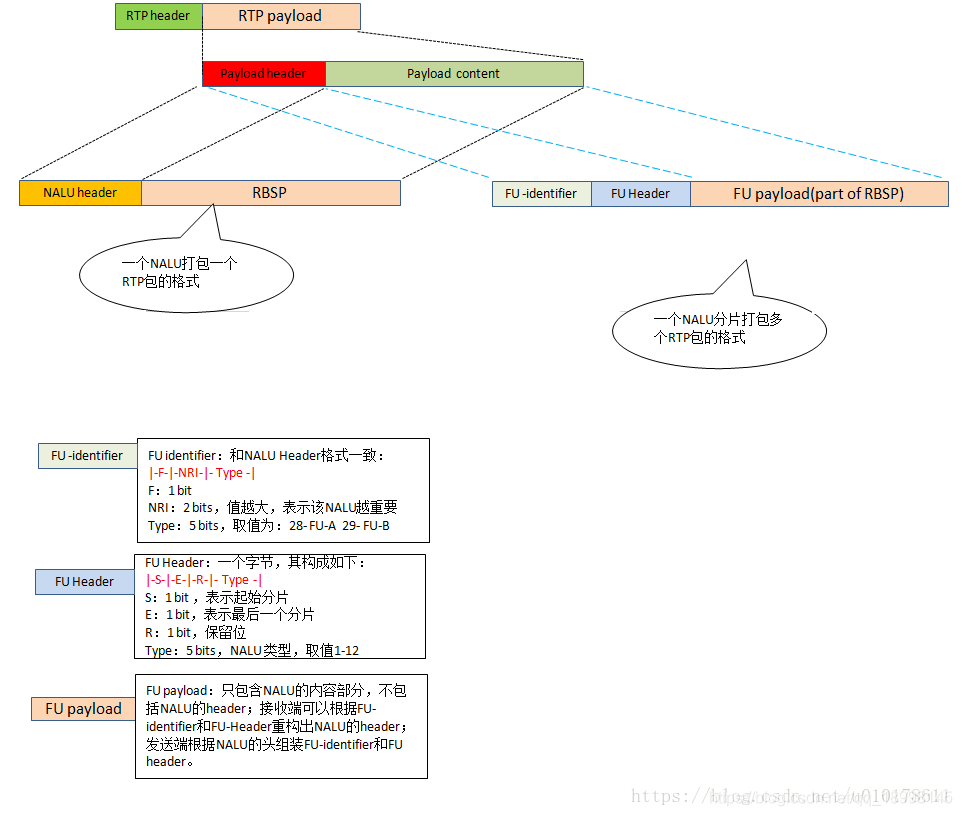 RTP header
RTP payload
Payload header
Payload content
NALU header
RBSP
FU -identifier
FU Header
FU payload(part of RBSP)
一个NALU打包一个
RTP包的格式
一个NALU分片打包多
个RTP包的格式
FU -identifier
FU identifier：和NALU Header格式一致：
|-F-|-NRI-|- Type -|
F：1 bit
NRI：2 bits，值越大，表示该NALU越重要
Type：5 bits，取值为：28- FU-A 29- FU-B
FU Header
FU Header：一个字节，其构成如下：
|-S-|-E-|-R-|- Type -|
S：1 bit ，表示起始分片
E：1 bit，表示最后一个分片
R：1 bit，保留位
Type：5 bits，NALU 类型，取值1-12
FU payload
FU payload：只包含NALU的内容部分，不包
括NALU的header；接收端可以根据FU-
identifier和FU-Header重构出NALU的header；
发送端根据NALU的头组装FU-identifier和FU
header。